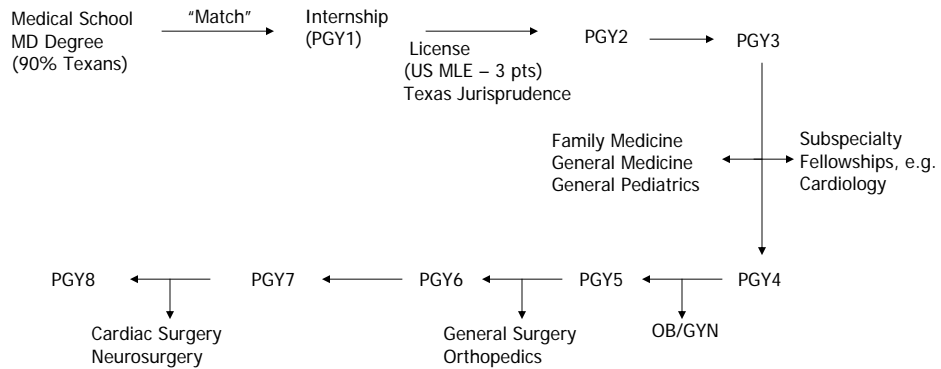 Medical School
MD Degree
(90% Texans)
“Match”
Internship
(PGY1)
License
(US MLE – 3 pts)
Texas Jurisprudence
PGY2
PGY3
Family Medicine
General Medicine
General Pediatrics
Subspecialty
Fellowships, e.g.
Cardiology
PGY8
PGY7
PGY6
PGY5
PGY4
Cardiac Surgery
Neurosurgery
General Surgery
Orthopedics
OB/GYN